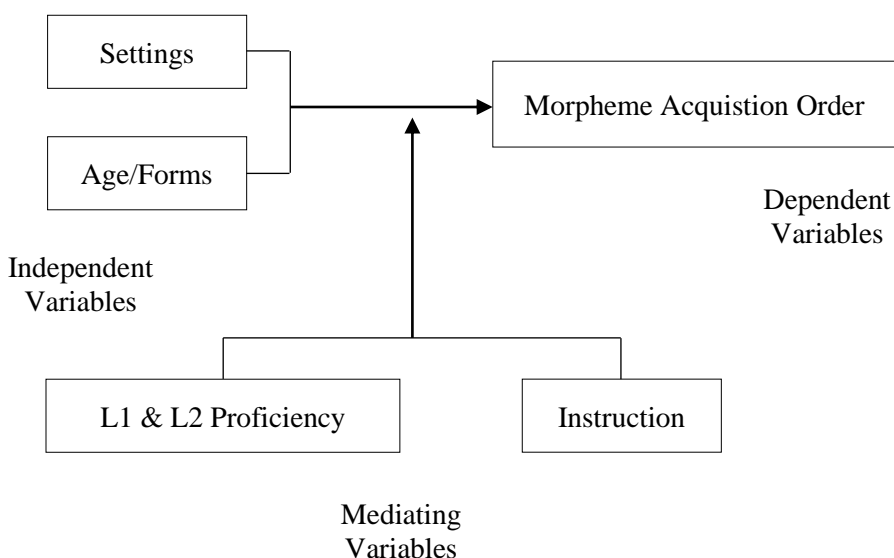 Settings
Morpheme Acquistion Order
Age/Forms
Dependent
Variables
Independent
Variables
L1 & L2 Proficiency
Instruction
Mediating
Variables